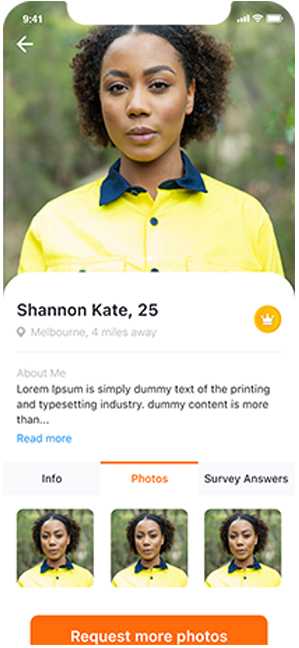 9:41
Shannon Kate, 25
Melbourne, 4 miles away
About Me
Lorem Ipsum is simply dummy text of the printing
and typesetting industry. dummy content is more
than...
Read more
Info Photos Survey Answers
Request more photos